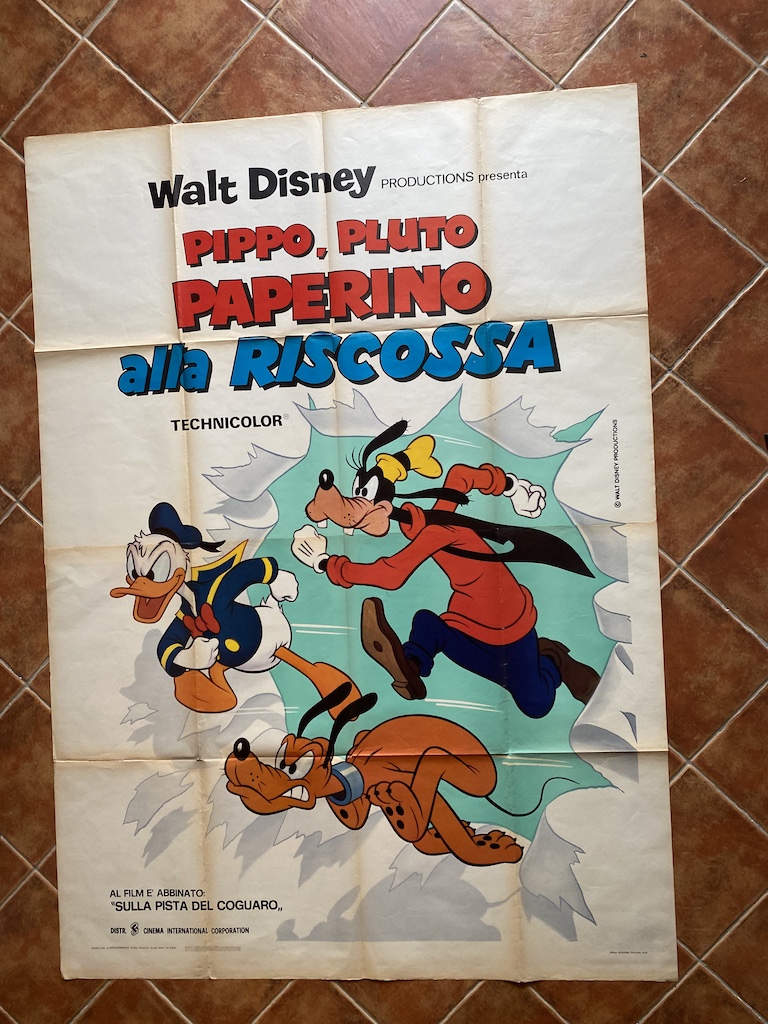 Walt Disney PRODUCTIONS presenta
PIPPO, PLUTO
PAPERINO
alla RISCOSSA
TECHNICOLOR®
© WALT DISNEY PRODUCTIONS
AL FILM E' ABBINATO:
"SULLA PISTA DEL COGUARO„
DISTR. CINEMA INTERNATIONAL CORPORATION